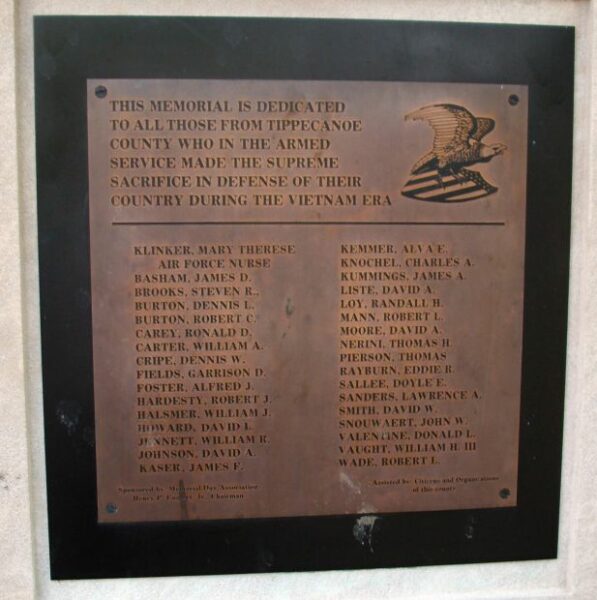 THIS MEMORIAL IS DEDICATED
TO ALL THOSE FROM TIPPECANOE
COUNTY WHO IN THE ARMED
SERVICE MADE THE SUPREME
SACRIFICE IN DEFENSE OF THEIR
COUNTRY DURING THE VIETNAM ERA
KLINKER, MARY THERESE
AIR FORCE NURSE
BASHAM, JAMES D.
BROOKS, STEVEN R.
BURTON, DENNIS L.
BURTON, ROBERT C.
CAREY, RONALD D.
CARTER, WILLIAM A.
CRIPE, DENNIS W.
FIELDS, GARRISON D.
FOSTER, ALFRED J.
HARDESTY, ROBERT J.
HALSMER, WILLIAM J.
HOWARD, DAVID L.
JENNETT, WILLIAM R.
JOHNSON, DAVID A.
KASER, JAMES F.
KEMMER, ALVA E.
KNOCHEL, CHARLES A.
KUMMINGS, JAMES A.
LISTE, DAVID A.
LOY, RANDALL H.
MANN, ROBERT L.
MOORE, DAVID A.
NERINI, THOMAS H.
PIERSON, THOMAS
RAYBURN, EDDIE R.
SALLEE, DOYLE E.
SANDERS, LAWRENCE A.
SMITH, DAVID W.
SNOUWAERT, JOHN W.
VALENTINE, DONALD L.
VAUGHT, WILLIAM H. III
WADE, ROBERT L.
Sponsored by Memorial Day Association
Henry P. Jr. Chairman
Assisted by: Citizens and Organizations
of this county